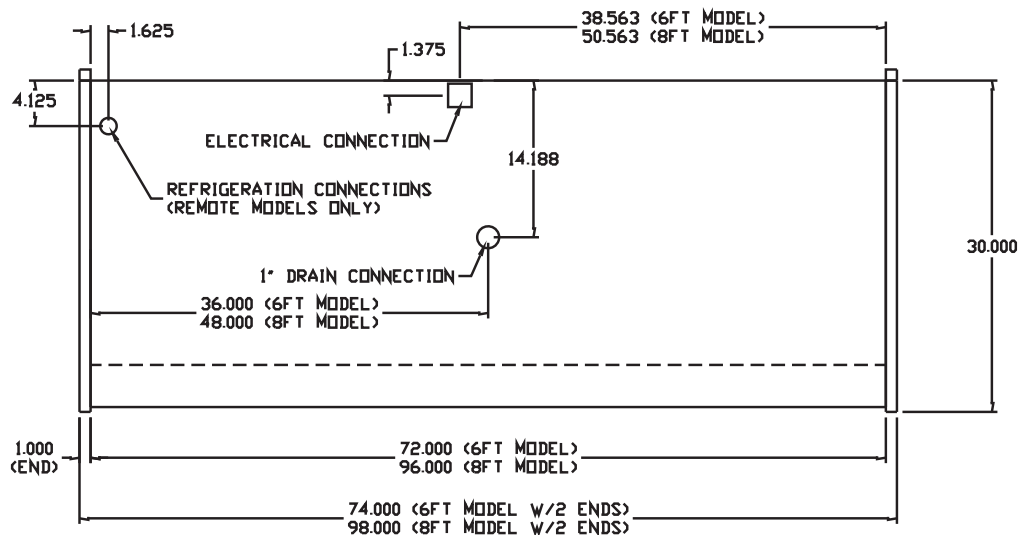 38.563 (6FT MODEL)
50.563 (8FT MODEL)
1.625
1.375
4.125
ELECTRICAL CONNECTION
14.188
REFRIGERATION CONNECTIONS
(REMOTE MODELS ONLY)
30.000
1" DRAIN CONNECTION
36.000 (6FT MODEL)
48.000 (8FT MODEL)
1.000
(END)
72.000 (6FT MODEL)
96.000 (8FT MODEL)
74.000 (6FT MODEL W/2 ENDS)
98.000 (8FT MODEL W/2 ENDS)